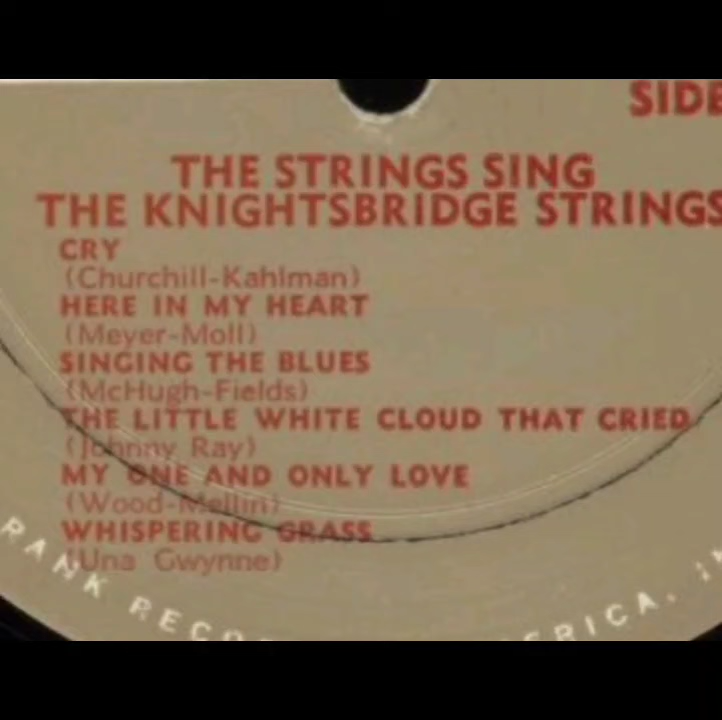 SIDE
THE STRINGS SING
THE KNIGHTSBRIDGE STRINGS
CRY
(Churchill-Kahlman)
HERE IN MY HEART
(Meyer-Moll)
SINGING THE BLUES
(McHugh-Fields)
THE LITTLE WHITE CLOUD THAT CRIED
(Johnny Ray)
MY ONE AND ONLY LOVE
(Wood-Mellin)
WHISPERING GRASS
(Una Gwynne)
RANK RECO
ERICA,